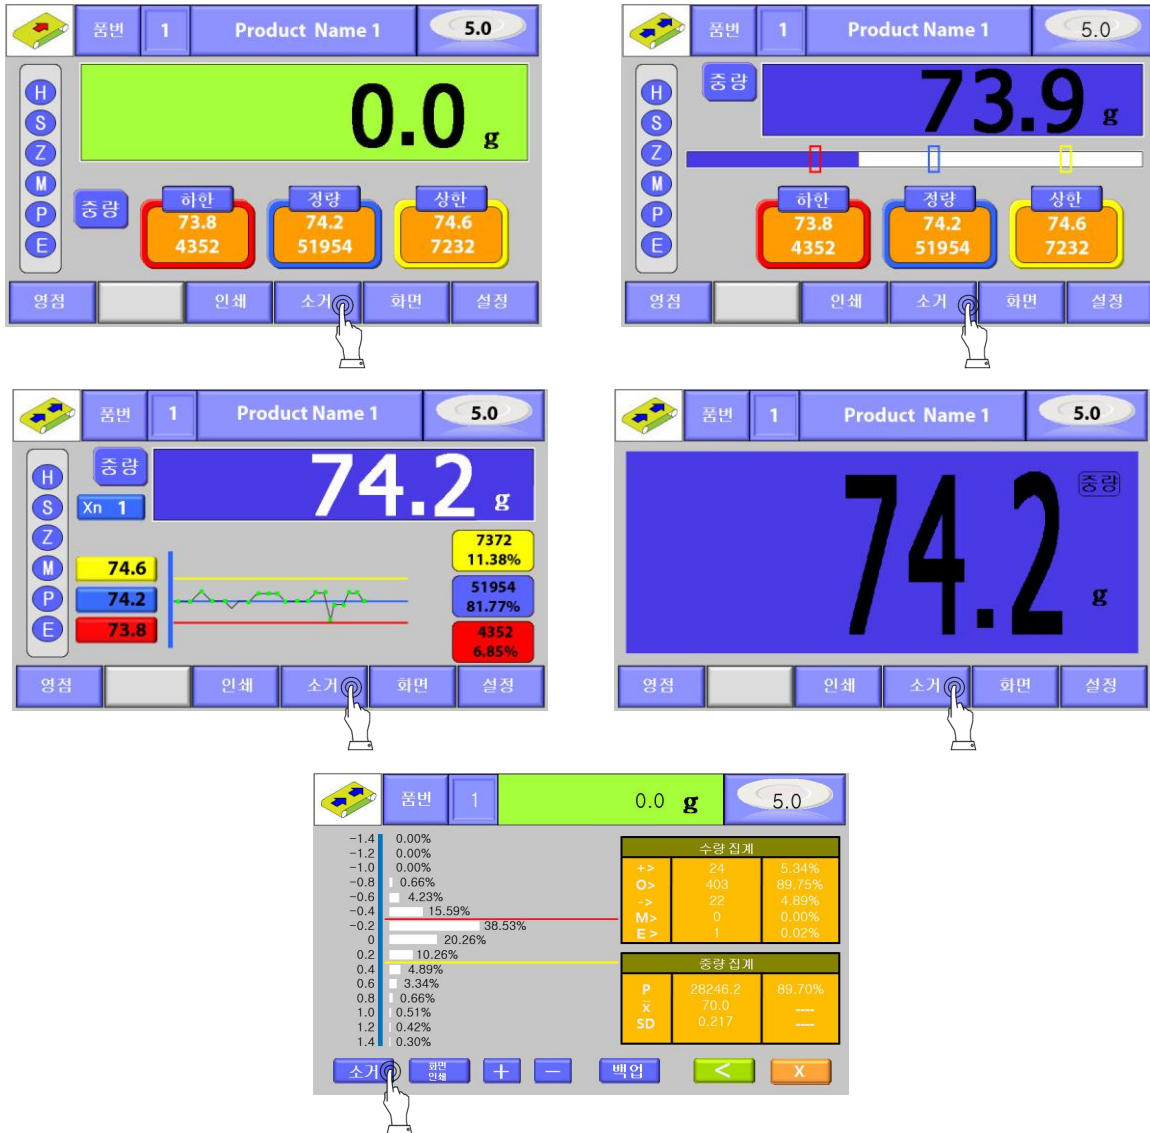 품번 1 Product Name 1 5.0
H
S
Z
M
P
E
0.0 g
중량
하한 정량 상한
73.8 74.2 74.6
4352 51954 7232
영점 인쇄 소거 화면 설정
품번 1 Product Name 1 5.0
H
S
Z
M
P
E
중량 73.9 g
하한 정량 상한
73.8 74.2 74.6
4352 51954 7232
영점 인쇄 소거 화면 설정
품번 1 Product Name 1 5.0
H
S
Z
M
P
E
중량 74.2 g
Xn 1
7372
11.38%
74.6
74.2
73.8
51954
81.77%
4352
6.85%
영점 인쇄 소거 화면 설정
품번 1 Product Name 1 5.0
74.2 g 중량
영점 인쇄 소거 화면 설정
품번 1 0.0 g 5.0
-1.4 0.00%
-1.2 0.00%
-1.0 0.00%
-0.8 0.66%
-0.6 4.23%
-0.4 15.59%
-0.2 38.53%
0 20.26%
0.2 10.26%
0.4 4.89%
0.6 3.34%
0.8 0.66%
1.0 0.51%
1.2 0.42%
1.4 0.30%
수량 집계
+> 24 5.34%
O> 403 89.75%
-> 22 4.89%
M> 0 0.00%
E > 1 0.02%
중량 집계
P 28246.2 89.70%
x̄ 70.0 ----
SD 0.217 ----
소거 화면 인쇄 + − 백업 < X